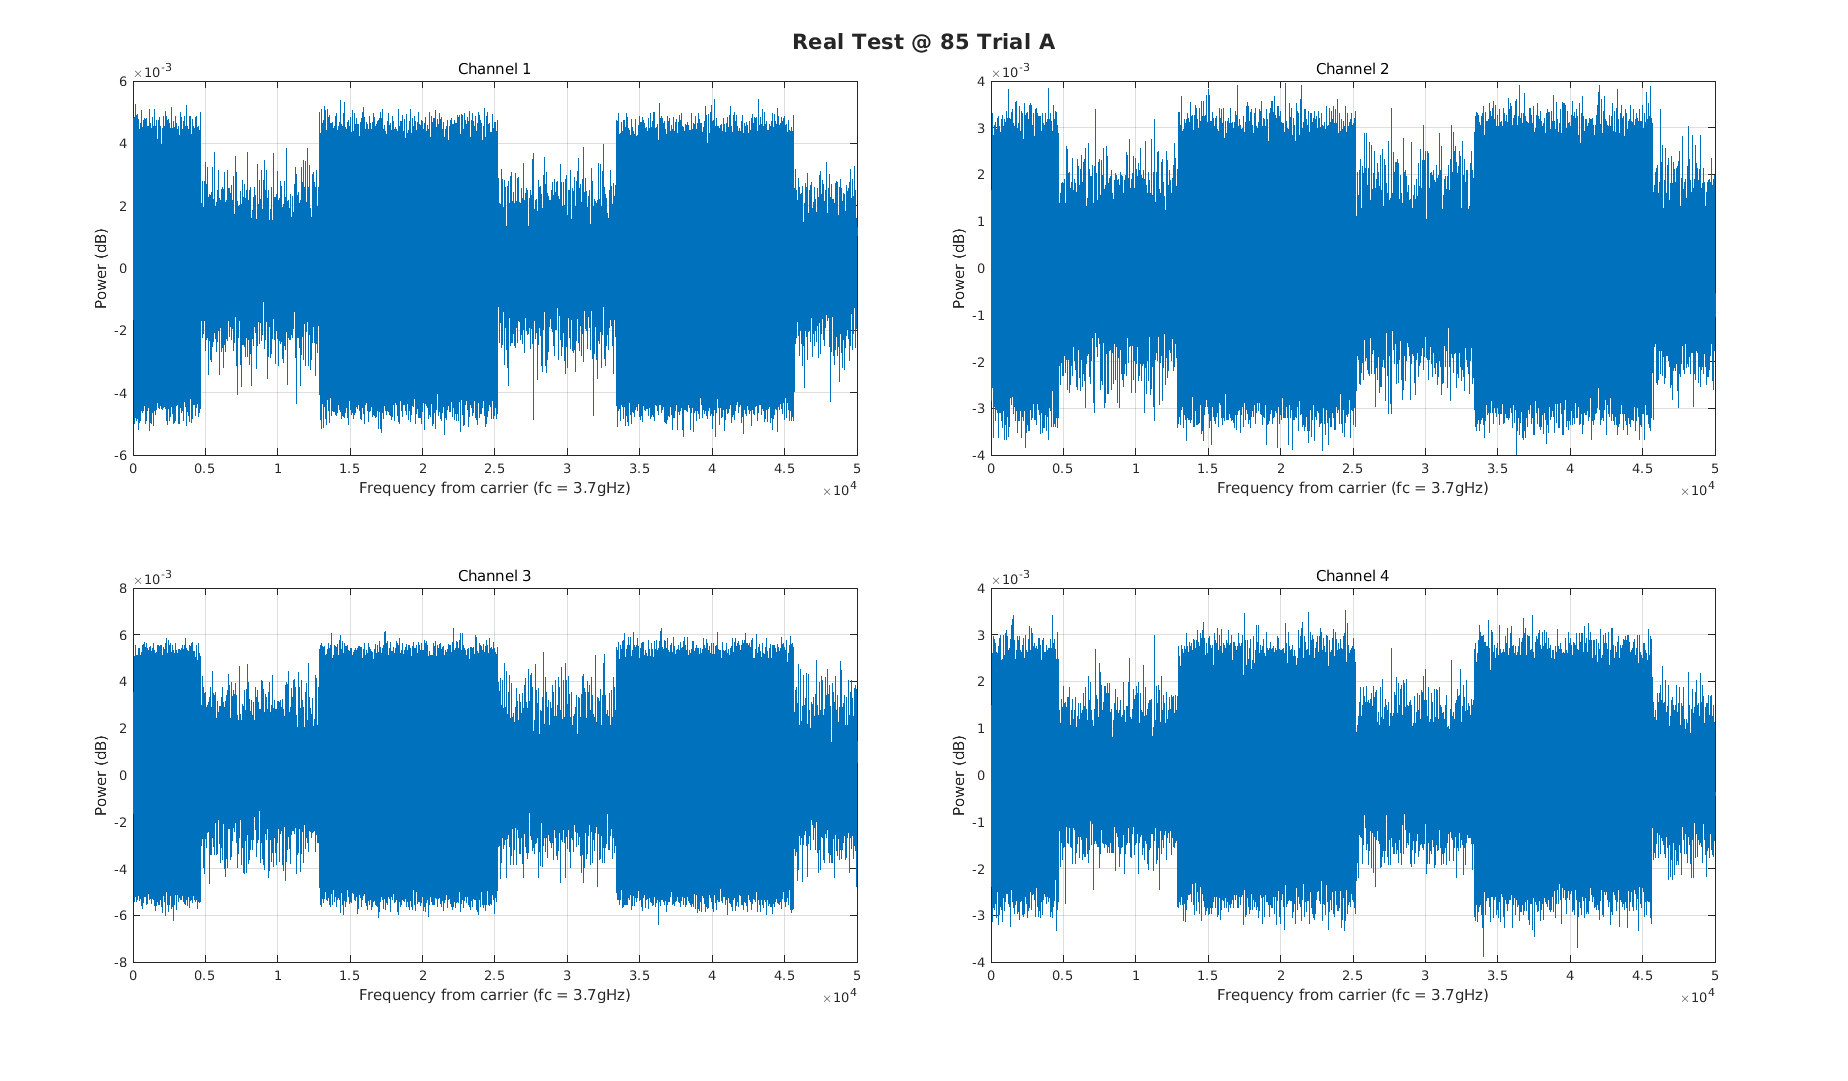 Real Test @ 85 Trial A
Channel 1
×10-3
6
4
2
0
-2
-4
-6
Power (dB)
0 0.5 1 1.5 2 2.5 3 3.5 4 4.5 5
×104
Frequency from carrier (fc = 3.7gHz)
Channel 2
×10-3
4
3
2
1
0
-1
-2
-3
-4
Power (dB)
0 0.5 1 1.5 2 2.5 3 3.5 4 4.5 5
×104
Frequency from carrier (fc = 3.7gHz)
Channel 3
×10-3
8
6
4
2
0
-2
-4
-6
-8
Power (dB)
0 0.5 1 1.5 2 2.5 3 3.5 4 4.5 5
×104
Frequency from carrier (fc = 3.7gHz)
Channel 4
×10-3
4
3
2
1
0
-1
-2
-3
-4
Power (dB)
0 0.5 1 1.5 2 2.5 3 3.5 4 4.5 5
×104
Frequency from carrier (fc = 3.7gHz)